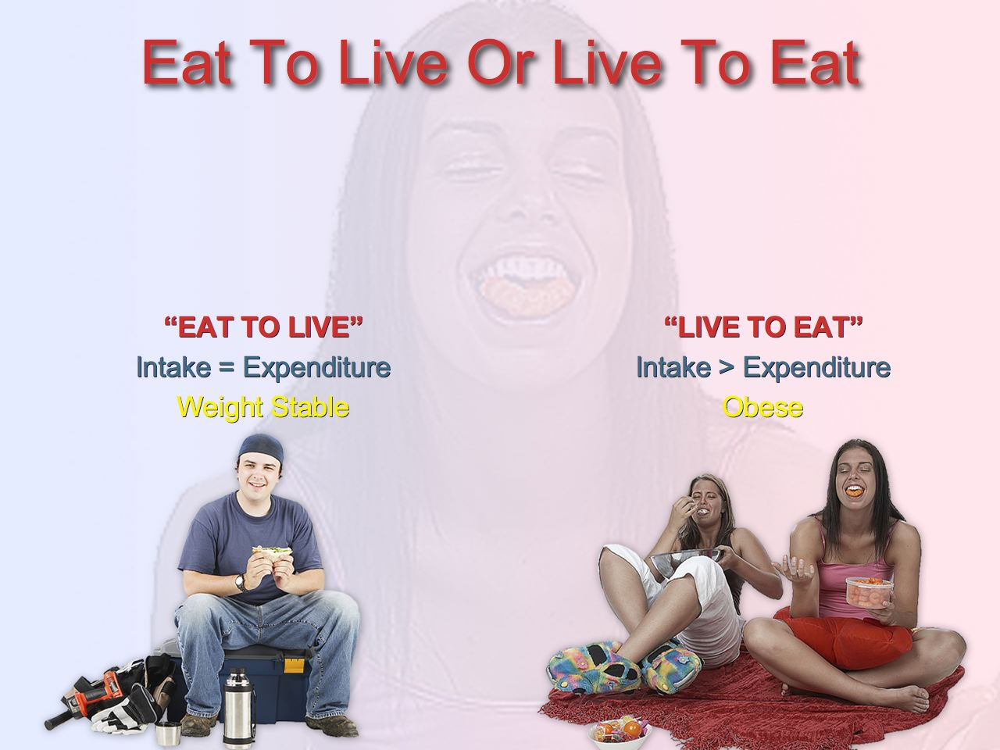 Eat To Live Or Live To Eat
“EAT TO LIVE”
Intake = Expenditure
Weight Stable
“LIVE TO EAT”
Intake > Expenditure
Obese